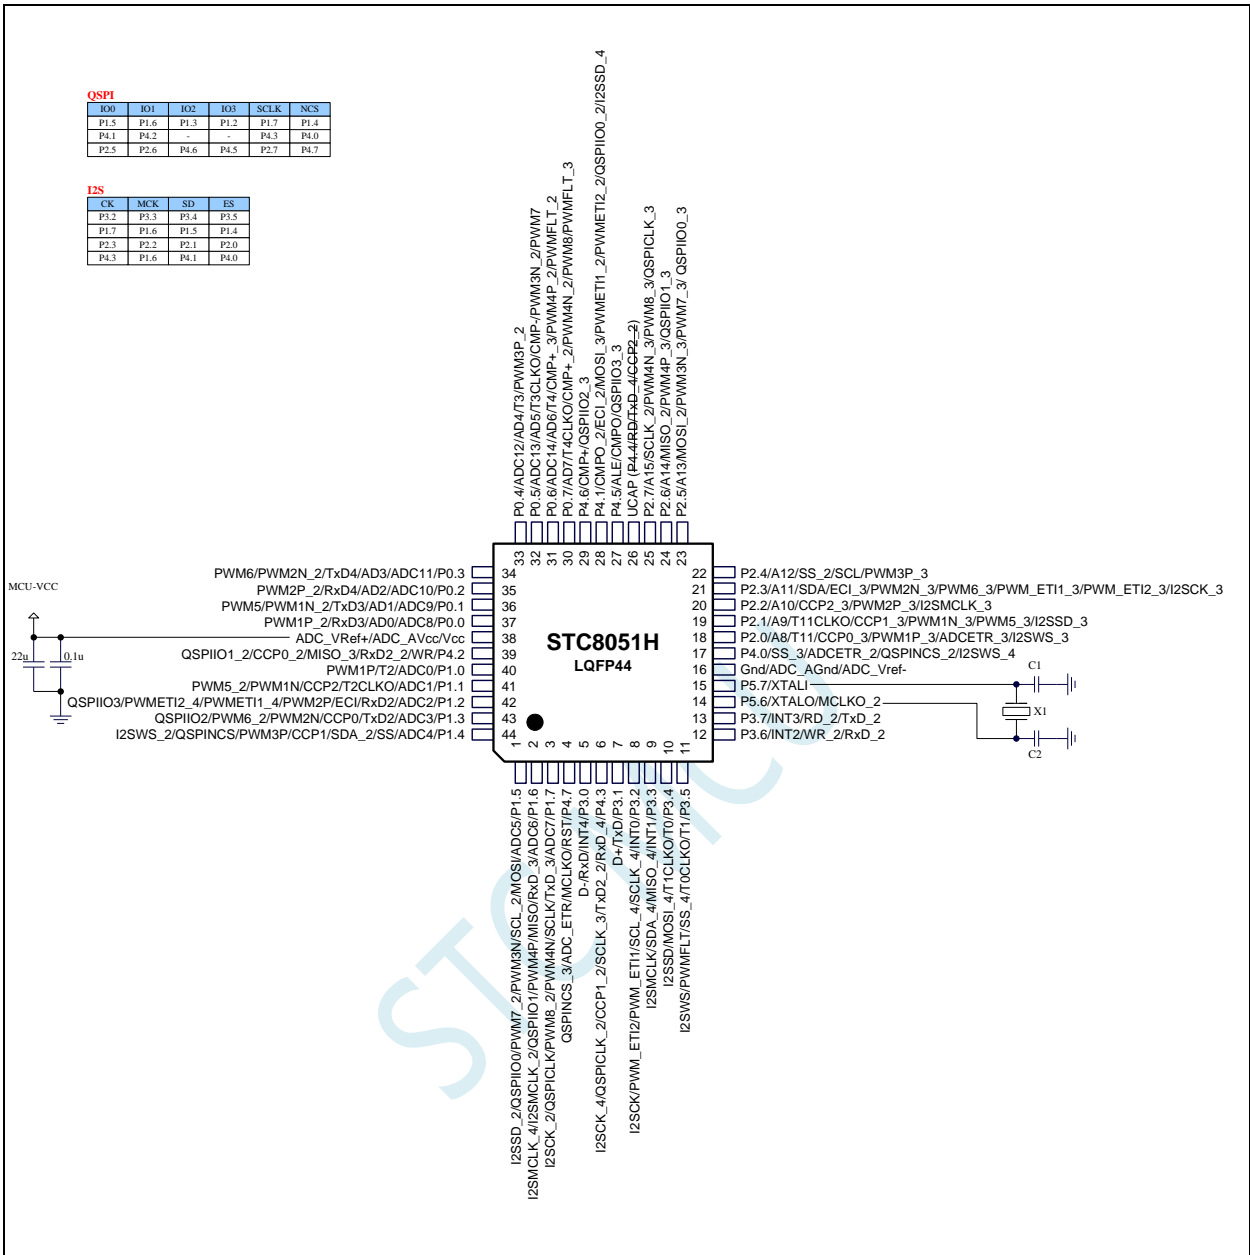 QSPI
IO0 IO1 IO2 IO3 SCLK NCS
P1.5 P1.6 P1.3 P1.2 P1.7 P1.4
P4.1 P4.2 - - P4.3 P4.0
P2.5 P2.6 P4.6 P4.5 P2.7 P4.7
I2S
CK MCK SD ES
P3.2 P3.3 P3.4 P3.5
P1.7 P1.6 P1.5 P1.4
P2.3 P2.2 P2.1 P2.0
P4.3 P1.6 P4.1 P4.0
P0.4/ADC12/AD4/T3/PWM3P_2
P0.5/ADC13/AD5/T3CLKO/CMP-/PWM3N_2/PWM7
P0.6/ADC14/AD6/T4/CMP+_3/PWM4P_2/PWMFLT_2
P0.7/AD7/T4CLKO/CMP+_2/PWM4N_2/PWM8/PWMFLT_3
P4.6/CMP+/QSPIIO2_3
P4.1/CMPO_2/ECI_2/MOSI_3/PWMETI1_2/PWMETI2_2/QSPIIO0_2/I2SSD_4
P4.5/ALE/CMPO/QSPIIO3_3
UCAP (P4.4/RD/TxD_4/CCP2_2)
P2.7/A15/SCLK_2/PWM4N_3/PWM8_3/QSPICLK_3
P2.6/A14/MISO_2/PWM4P_3/QSPIIO1_3
P2.5/A13/MOSI_2/PWM3N_3/PWM7_3/ QSPIIO0_3
33 32 31 30 29 28 27 26 25 24 23
PWM6/PWM2N_2/TxD4/AD3/ADC11/P0.3 34
PWM2P_2/RxD4/AD2/ADC10/P0.2 35
PWM5/PWM1N_2/TxD3/AD1/ADC9/P0.1 36
PWM1P_2/RxD3/AD0/ADC8/P0.0 37
ADC_VRef+/ADC_AVcc/Vcc 38
QSPIIO1_2/CCP0_2/MISO_3/RxD2_2/WR/P4.2 39
PWM1P/T2/ADC0/P1.0 40
PWM5_2/PWM1N/CCP2/T2CLKO/ADC1/P1.1 41
QSPIIO3/PWMETI2_4/PWMETI1_4/PWM2P/ECI/RxD2/ADC2/P1.2 42
QSPIIO2/PWM6_2/PWM2N/CCP0/TxD2/ADC3/P1.3 43
I2SWS_2/QSPINCS/PWM3P/CCP1/SDA_2/SS/ADC4/P1.4 44
MCU-VCC
22u 0.1u
STC8051H
LQFP44
22 P2.4/A12/SS_2/SCL/PWM3P_3
21 P2.3/A11/SDA/ECI_3/PWM2N_3/PWM6_3/PWM_ETI1_3/PWM_ETI2_3/I2SCK_3
20 P2.2/A10/CCP2_3/PWM2P_3/I2SMCLK_3
19 P2.1/A9/T11CLKO/CCP1_3/PWM1N_3/PWM5_3/I2SSD_3
18 P2.0/A8/T11/CCP0_3/PWM1P_3/ADCETR_3/I2SWS_3
17 P4.0/SS_3/ADCETR_2/QSPINCS_2/I2SWS_4
16 Gnd/ADC_AGnd/ADC_Vref-
15 P5.7/XTALI
14 P5.6/XTALO/MCLKO_2
13 P3.7/INT3/RD_2/TxD_2
12 P3.6/INT2/WR_2/RxD_2
C1
X1
C2
1 2 3 4 5 6 7 8 9 10 11
I2SSD_2/QSPIIO0/PWM7_2/PWM3N/SCL_2/MOSI/ADC5/P1.5
I2SMCLK_4/I2SMCLK_2/QSPIIO1/PWM4P/MISO/RxD_3/ADC6/P1.6
I2SCK_2/QSPICLK/PWM8_2/PWM4N/SCLK/TxD_3/ADC7/P1.7
QSPINCS_3/ADC_ETR/MCLKO/RST/P4.7
D-/RxD/INT4/P3.0
I2SCK_4/QSPICLK_2/CCP1_2/SCLK_3/TxD2_2/RxD_4/P4.3
D+/TxD/P3.1
I2SCK/PWM_ETI2/PWM_ETI1/SCL_4/SCLK_4/INT0/P3.2
I2SMCLK/SDA_4/MISO_4/INT1/P3.3
I2SSD/MOSI_4/T1CLKO/T0/P3.4
I2SWS/PWMFLT/SS_4/T0CLKO/T1/P3.5
STCMCU